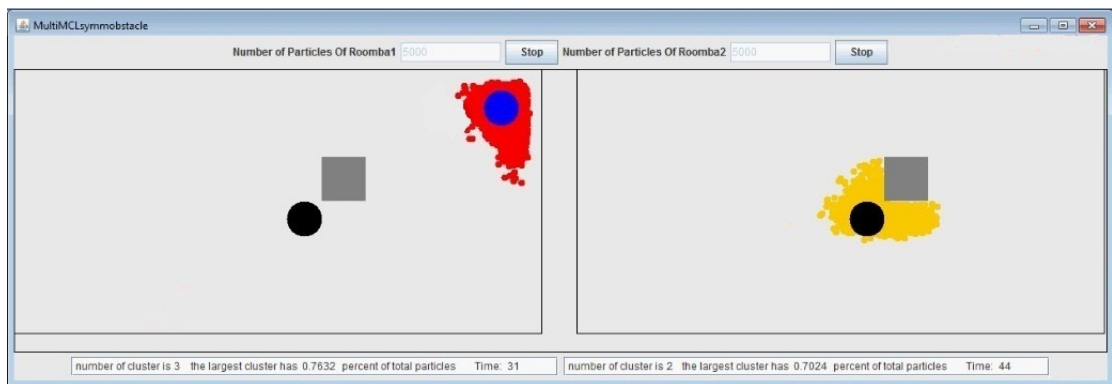 MultiMCLsymmobstacle
Number of Particles Of Roomba1 5000 Stop Number of Particles Of Roomba2 5000 Stop
number of cluster is 3 the largest cluster has 0.7632 percent of total particles Time: 31
number of cluster is 2 the largest cluster has 0.7024 percent of total particles Time: 44